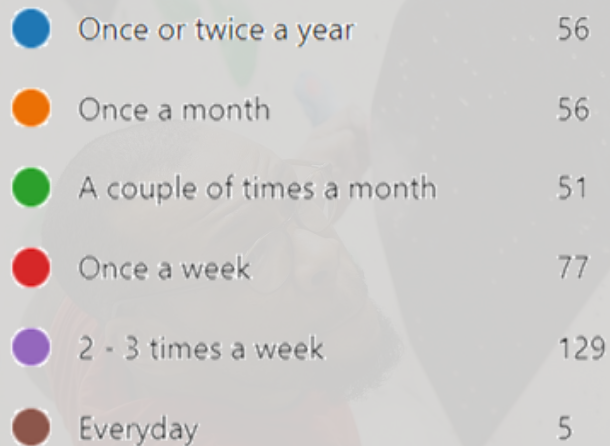 Once or twice a year 56
Once a month 56
A couple of times a month 51
Once a week 77
2 - 3 times a week 129
Everyday 5